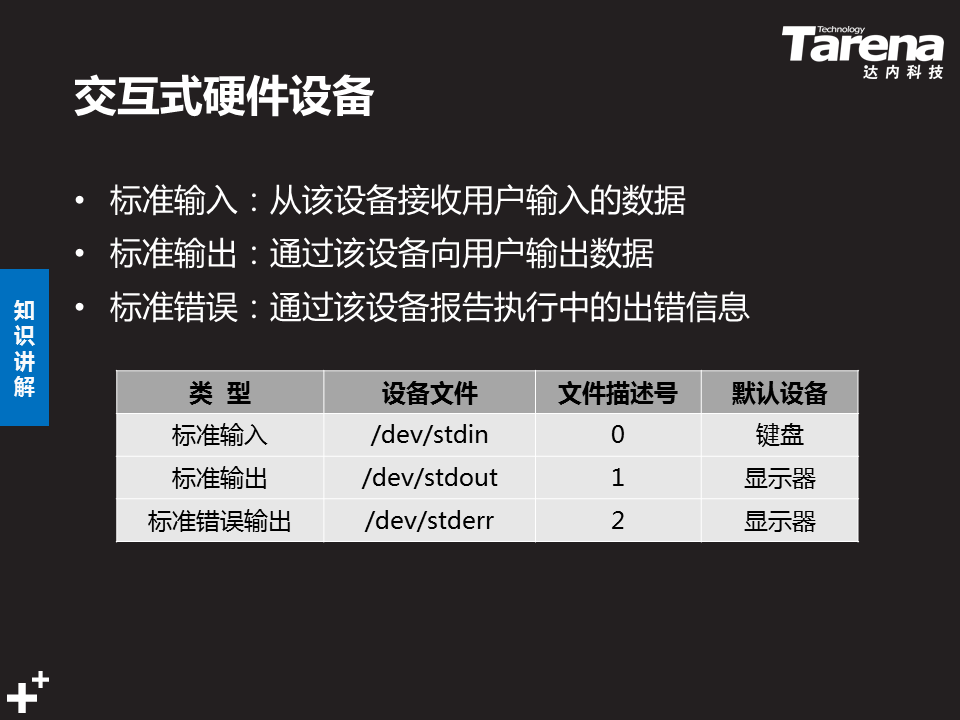 Technology
Tarena
达内科技
交互式硬件设备
• 标准输入：从该设备接收用户输入的数据
• 标准输出：通过该设备向用户输出数据
• 标准错误：通过该设备报告执行中的出错信息
知识讲解
类 型 设备文件 文件描述号 默认设备
标准输入 /dev/stdin 0 键盘
标准输出 /dev/stdout 1 显示器
标准错误输出 /dev/stderr 2 显示器